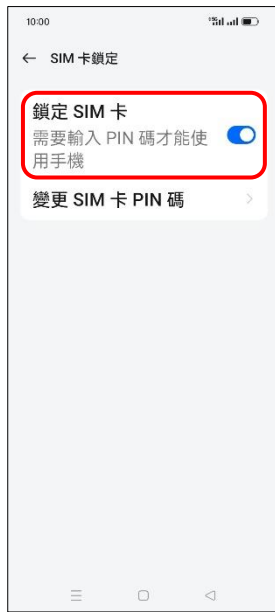 10:00
← SIM 卡鎖定
鎖定 SIM 卡
需要輸入 PIN 碼才能使
用手機
變更 SIM 卡 PIN 碼